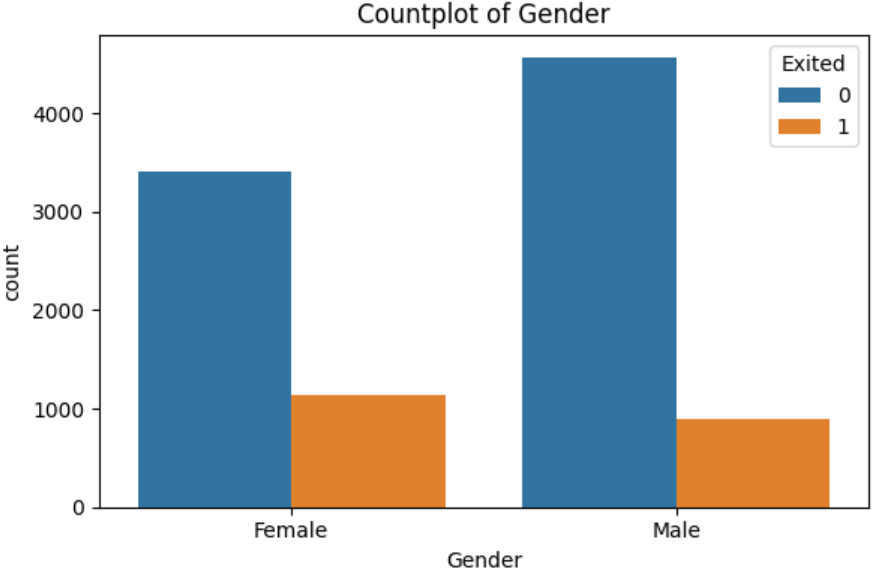 Countplot of Gender
Exited
0
1
4000
3000
2000
1000
0
count
Female
Male
Gender